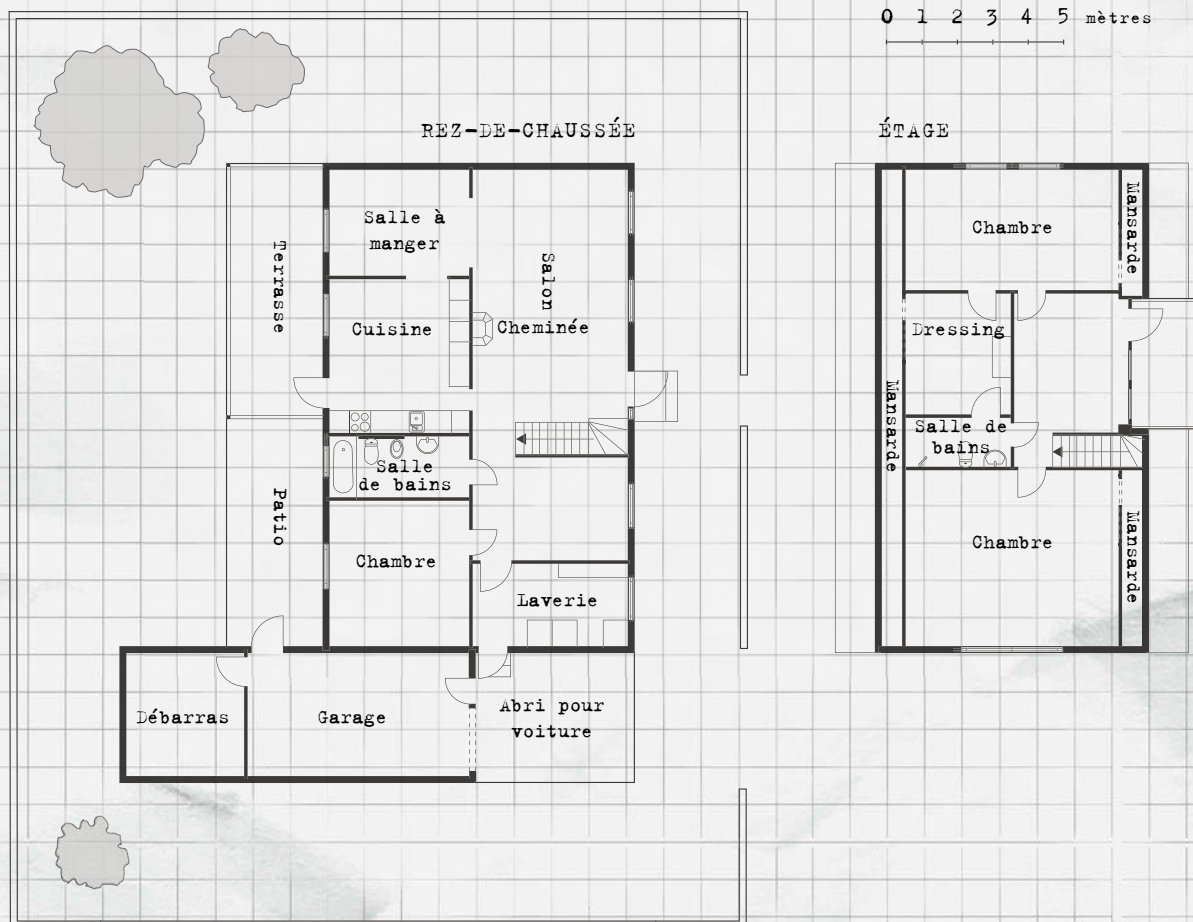 0 1 2 3 4 5 mètres
REZ-DE-CHAUSSÉE
ÉTAGE
Salle à
manger
Terrasse
Salon
Cuisine
Cheminée
Salle
de bains
Patio
Chambre
Laverie
Débarras
Garage
Abri pour
voiture
Chambre
Mansarde
Dressing
Mansarde
Salle de
bains
Chambre
Mansarde